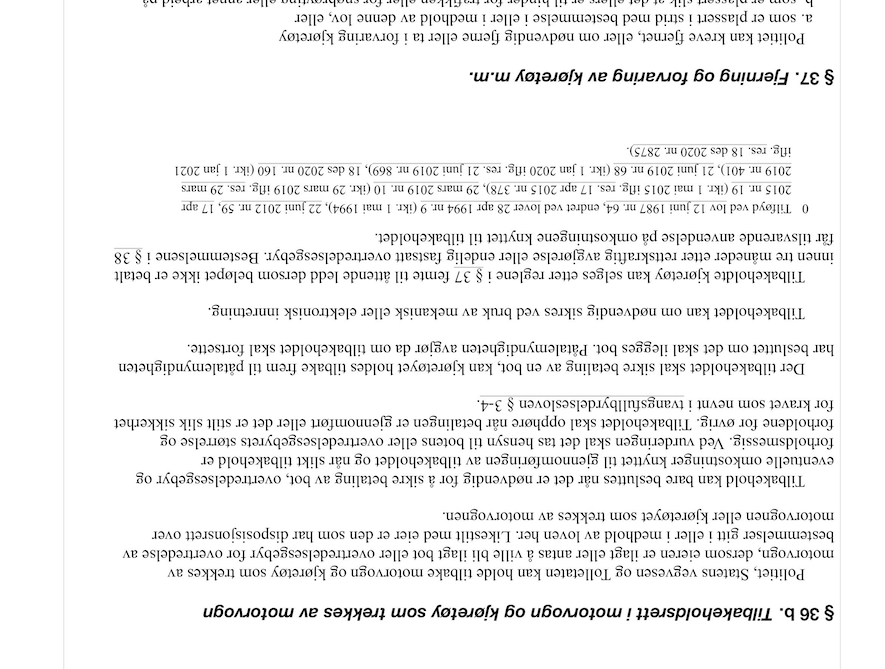 § 36 b. Tilbakeholdsrett i motorvogn og kjøretøy som trekkes av motorvogn
Politiet, Statens vegvesen og Tolletaten kan holde tilbake motorvogn og kjøretøy som trekkes av
motorvogn, dersom eieren er ilagt eller antas å ville bli ilagt bot eller overtredelsesgebyr for overtredelse av
bestemmelser gitt i eller i medhold av loven her. Likestilt med eier er den som har disposisjonsrett over
motorvognen eller kjøretøyet som trekkes av motorvognen.
Tilbakehold kan bare besluttes når det er nødvendig for å sikre betaling av bot, overtredelsesgebyr og
eventuelle omkostninger knyttet til gjennomføringen av tilbakeholdet og når slikt tilbakehold er
forholdsmessig. Ved vurderingen skal det tas hensyn til botens eller overtredelsesgebyrets størrelse og
forholdene for øvrig. Tilbakeholdet skal opphøre når betalingen er gjennomført eller det er stilt slik sikkerhet
for kravet som nevnt i tvangsfullbyrdelsesloven § 3-4.
Der tilbakeholdet skal sikre betaling av en bot, kan kjøretøyet holdes tilbake frem til påtalemyndigheten
har besluttet om det skal ilegges bot. Påtalemyndigheten avgjør da om tilbakeholdet skal fortsette.
Tilbakeholdet kan om nødvendig sikres ved bruk av mekanisk eller elektronisk innretning.
Tilbakeholdte kjøretøy kan selges etter reglene i § 37 femte til åttende ledd dersom beløpet ikke er betalt
innen tre måneder etter rettskraftig avgjørelse eller endelig fastsatt overtredelsesgebyr. Bestemmelsene i § 38
får tilsvarende anvendelse på omkostningene knyttet til tilbakeholdet.
0 Tilføyd ved lov 12 juni 1987 nr. 64, endret ved lover 28 apr 1994 nr. 9 (ikr. 1 mai 1994), 22 juni 2012 nr. 59, 17 apr
2015 nr. 19 (ikr. 1 mai 2015 iflg. res. 17 apr 2015 nr. 378), 29 mars 2019 nr. 10 (ikr. 29 mars 2019 iflg. res. 29 mars
2019 nr. 401), 21 juni 2019 nr. 68 (ikr. 1 jan 2020 iflg. res. 21 juni 2019 nr. 869), 18 des 2020 nr. 160 (ikr. 1 jan 2021
iflg. res. 18 des 2020 nr. 2875).
§ 37. Fjerning og forvaring av kjøretøy m.m.
Politiet kan kreve fjernet, eller om nødvendig fjerne eller ta i forvaring kjøretøy
a. som er plassert i strid med bestemmelse i eller i medhold av denne lov, eller
b. som er plassert slik at det ellers er til hinder for trafikken eller for snøbrøyting eller annet arbeid på